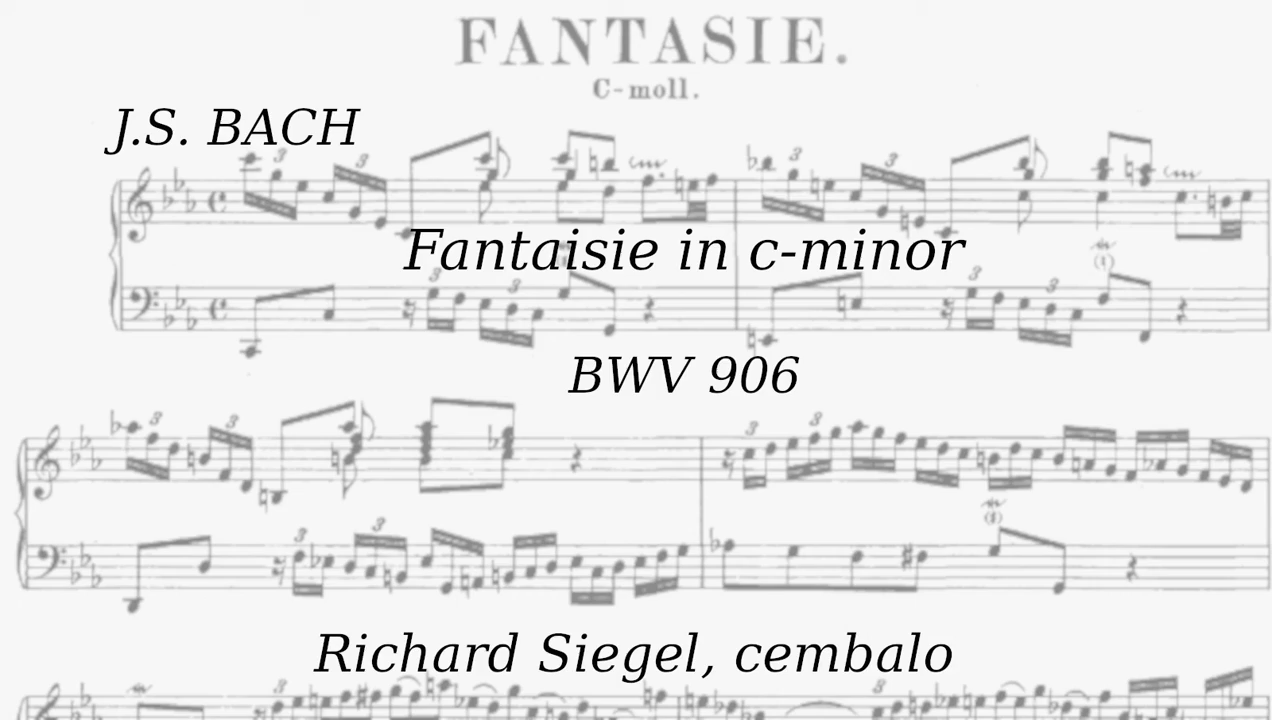 FANTASIE.
C-moll.
J.S. BACH
Fantaisie in c-minor
BWV 906
Richard Siegel, cembalo